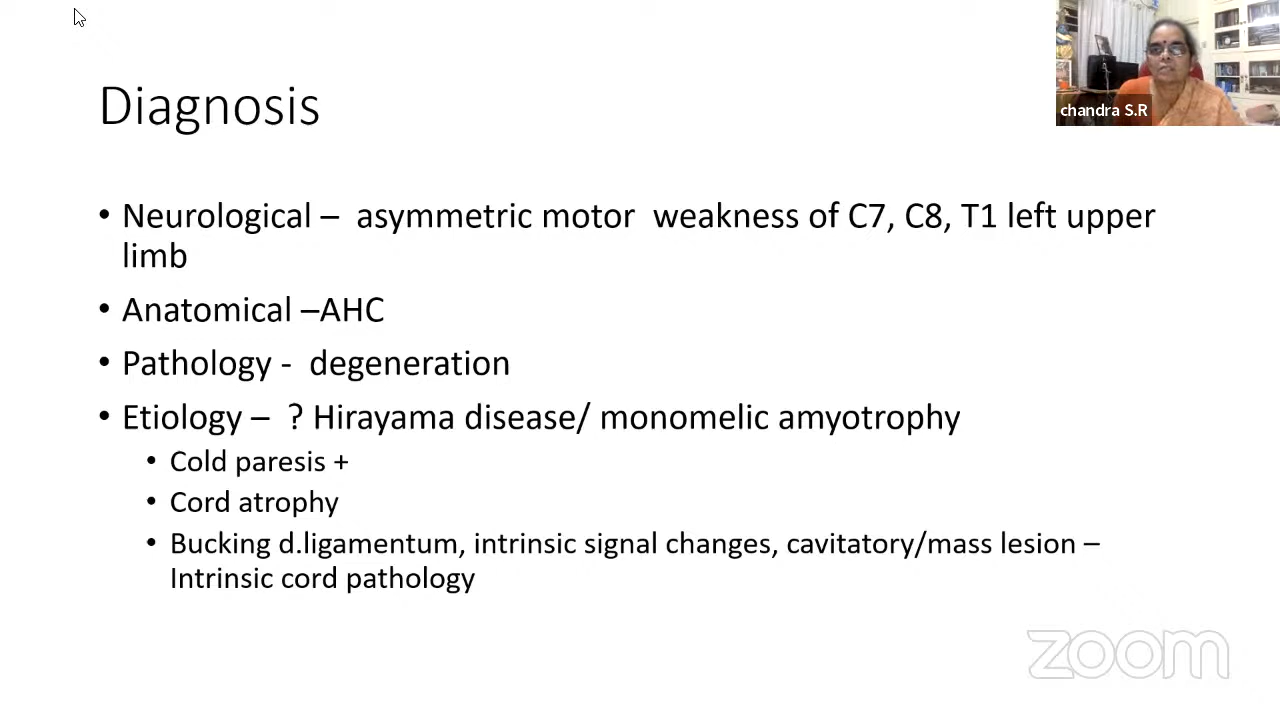 chandra S.R
Diagnosis
• Neurological – asymmetric motor weakness of C7, C8, T1 left upper
limb
• Anatomical –AHC
• Pathology - degeneration
• Etiology – ? Hirayama disease/ monomelic amyotrophy
• Cold paresis +
• Cord atrophy
• Bucking d.ligamentum, intrinsic signal changes, cavitatory/mass lesion –
Intrinsic cord pathology
zoom